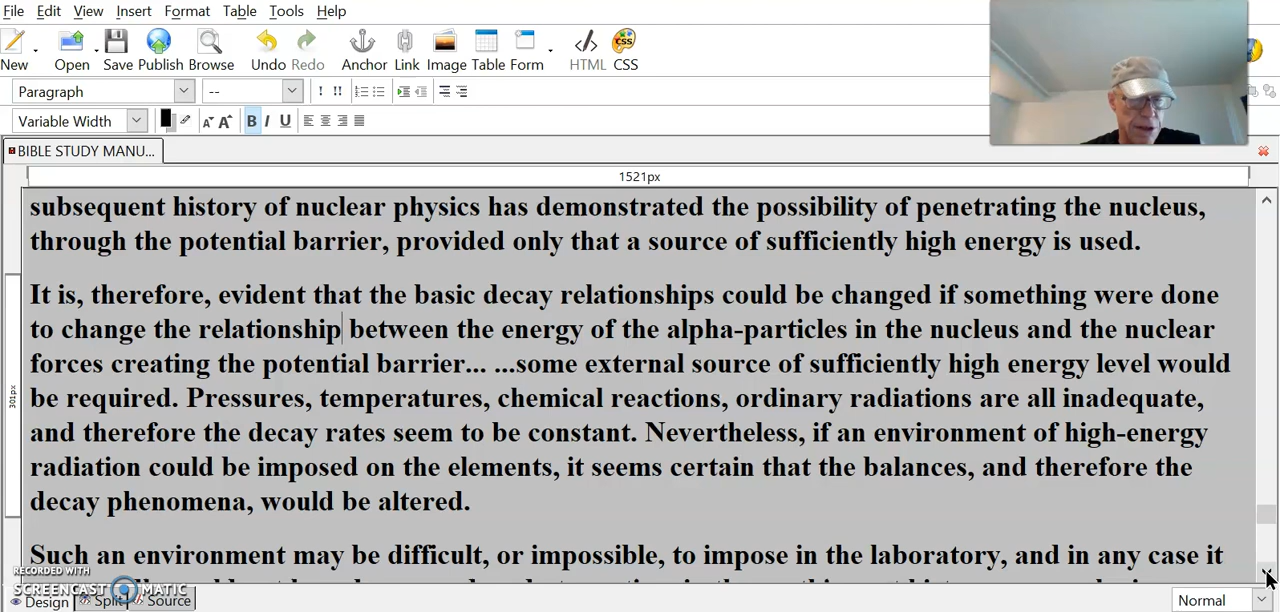 File Edit View Insert Format Table Tools Help
New Open Save Publish Browse Undo Redo Anchor Link Image Table Form HTML CSS
Paragraph --
Variable Width A A B I U
BIBLE STUDY MANU...
1521px
301px
subsequent history of nuclear physics has demonstrated the possibility of penetrating the nucleus,
through the potential barrier, provided only that a source of sufficiently high energy is used.
It is, therefore, evident that the basic decay relationships could be changed if something were done
to change the relationship between the energy of the alpha-particles in the nucleus and the nuclear
forces creating the potential barrier... ...some external source of sufficiently high energy level would
be required. Pressures, temperatures, chemical reactions, ordinary radiations are all inadequate,
and therefore the decay rates seem to be constant. Nevertheless, if an environment of high-energy
radiation could be imposed on the elements, it seems certain that the balances, and therefore the
decay phenomena, would be altered.
Such an environment may be difficult, or impossible, to impose in the laboratory, and in any case it
RECORDED WITH
SCREENCAST MATIC
Design Split Source
Normal